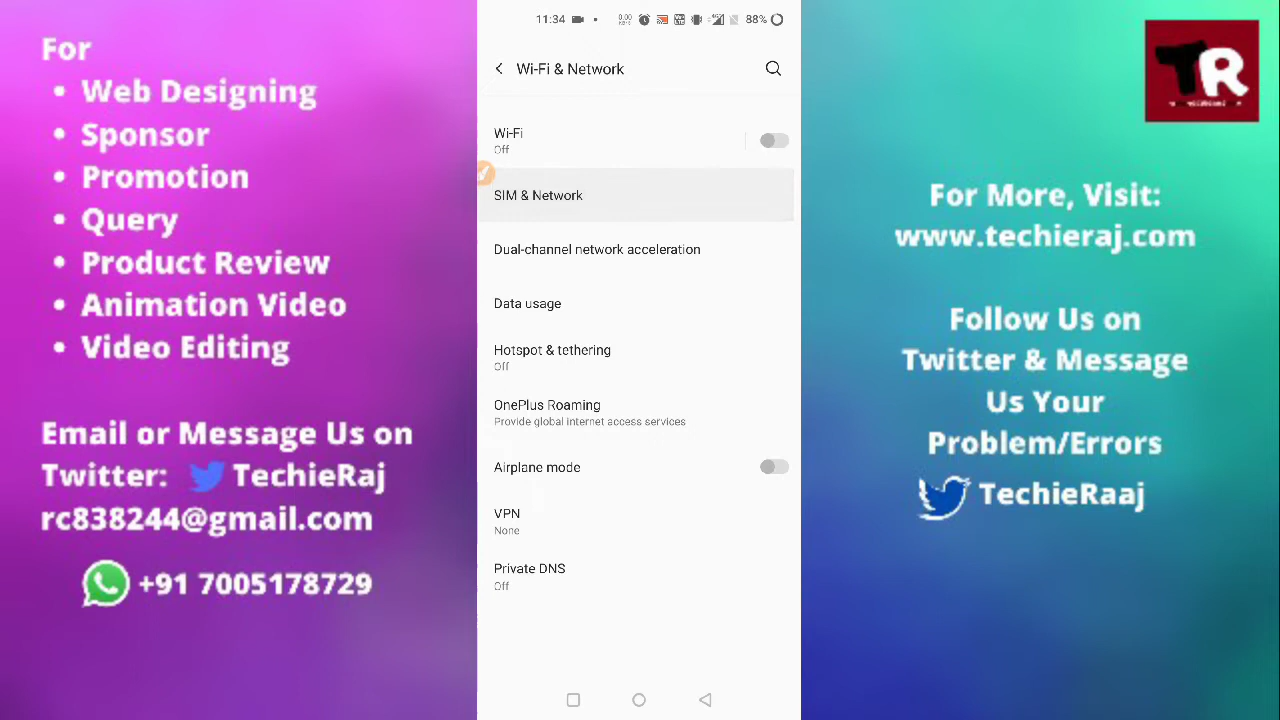 For
• Web Designing
• Sponsor
• Promotion
• Query
• Product Review
• Animation Video
• Video Editing
Email or Message Us on
Twitter: TechieRaj
rc838244@gmail.com
+91 7005178729
11:34
0.00
88%
Wi-Fi & Network
Wi-Fi
Off
SIM & Network
Dual-channel network acceleration
Data usage
Hotspot & tethering
Off
OnePlus Roaming
Provide global internet access services
Airplane mode
VPN
None
Private DNS
Off
TR
For More, Visit:
www.techieraj.com
Follow Us on
Twitter & Message
Us Your
Problem/Errors
TechieRaaj